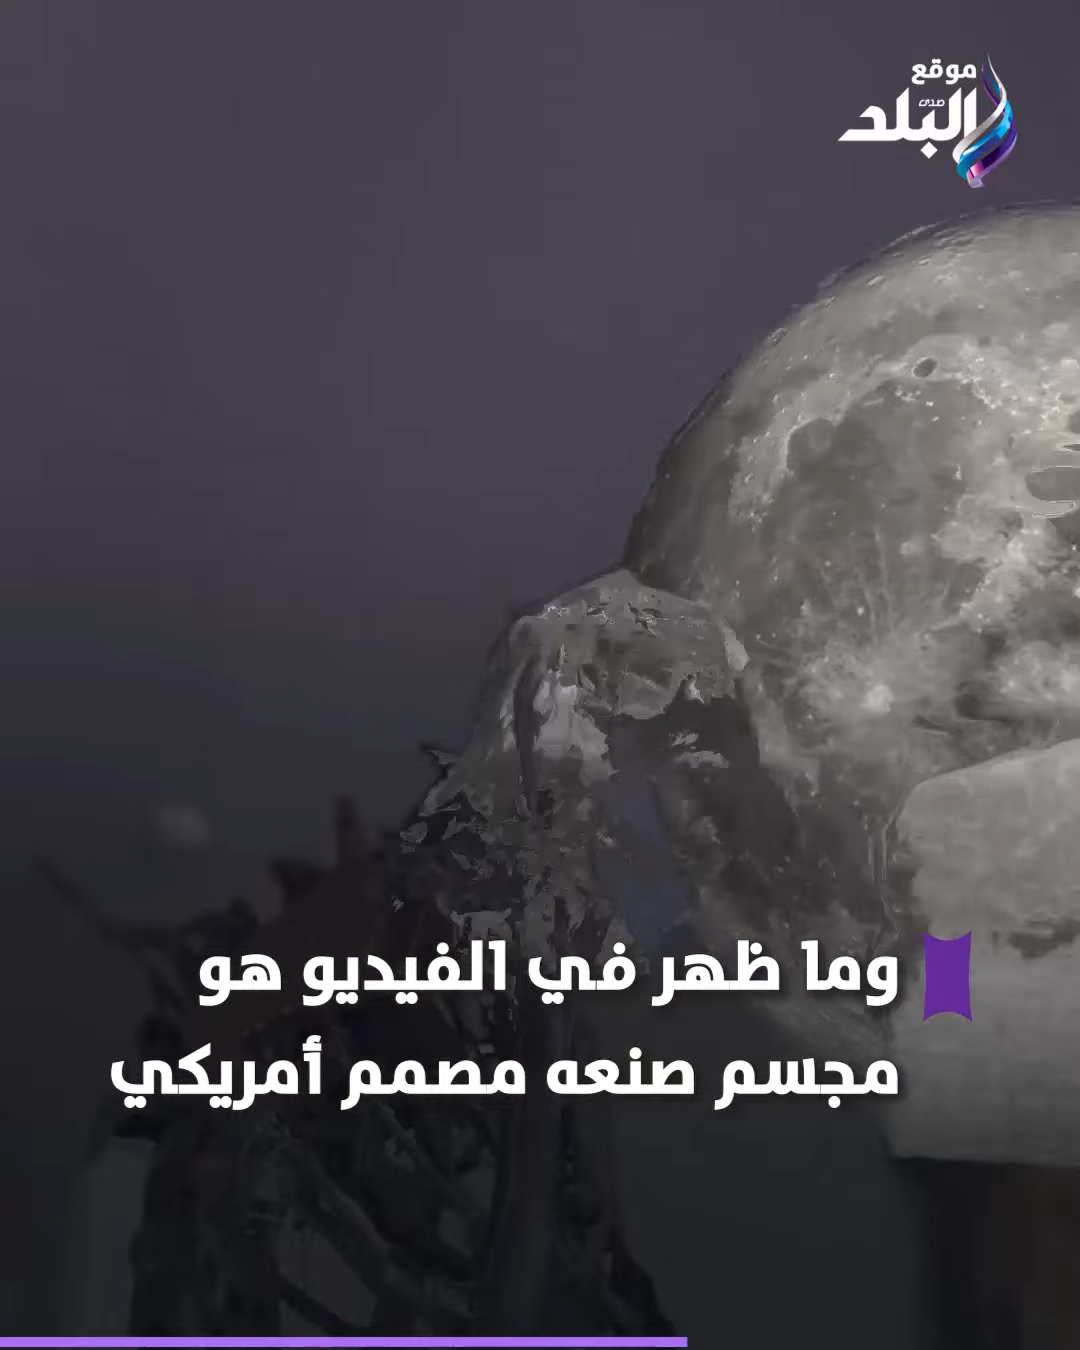 موقع
صدى
البلد
وما ظهر في الفيديو هو
مجسم صنعه مصمم أمريكي